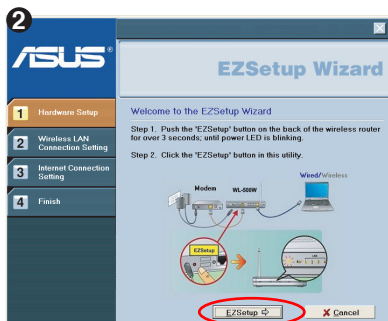 2
ASUS®
EZSetup Wizard
1 Hardware Setup
2 Wireless LAN
Connection Setting
3 Internet Connection
Setting
4 Finish
Welcome to the EZSetup Wizard
Step 1. Push the 'EZSetup' button on the back of the wireless router
for over 3 seconds; until power LED is blinking.
Step 2. Click the 'EZSetup' button in this utility.
Wired/Wireless
Modem
WL-500W
EZSetup
EZSetup
Cancel